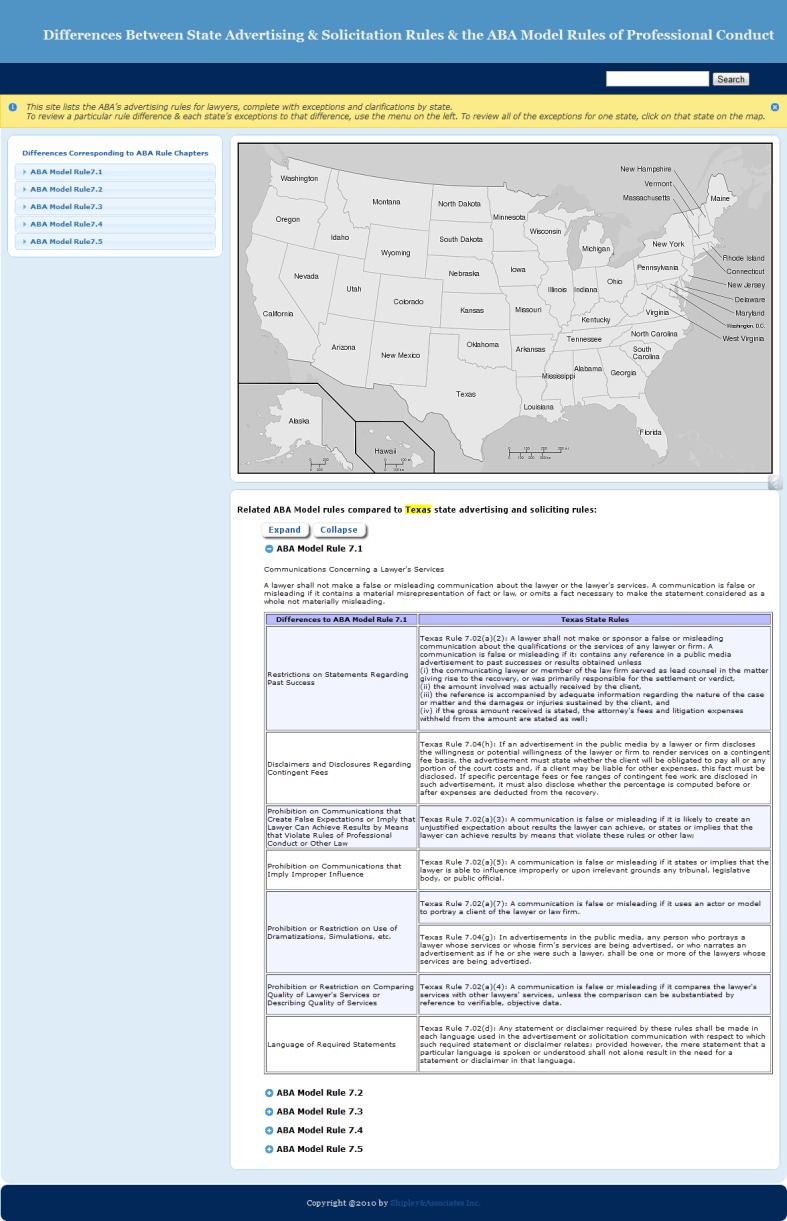 Differences Between State Advertising & Solicitation Rules & the ABA Model Rules of Professional Conduct
Search
This site lists the ABA's advertising rules for lawyers, complete with exceptions and clarifications by state.
To review a particular rule difference & each state's exceptions to that difference, use the menu on the left. To review all of the exceptions for one state, click on that state on the map.
Differences Corresponding to ABA Rule Chapters
ABA Model Rule7.1
ABA Model Rule7.2
ABA Model Rule7.3
ABA Model Rule7.4
ABA Model Rule7.5
New Hampshire
Vermont
Massachusetts
Maine
Washington
Montana
North Dakota
Minnesota
Oregon
Idaho
Wyoming
South Dakota
Wisconsin
Michigan
New York
Rhode Island
Connecticut
New Jersey
Delaware
Maryland
Washington, D.C.
West Virginia
Nevada
Utah
Colorado
Nebraska
Iowa
Illinois
Indiana
Ohio
Pennsylvania
California
Kansas
Missouri
Kentucky
Virginia
Arizona
New Mexico
Oklahoma
Arkansas
Tennessee
North Carolina
South
Carolina
Mississippi
Alabama
Georgia
Texas
Louisiana
Florida
Alaska
Hawaii
Related ABA Model rules compared to Texas state advertising and soliciting rules:
Expand
Collapse
ABA Model Rule 7.1
Communications Concerning a Lawyer's Services
A lawyer shall not make a false or misleading communication about the lawyer or the lawyer's services. A communication is false or
misleading if it contains a material misrepresentation of fact or law, or omits a fact necessary to make the statement considered as a
whole not materially misleading.
Differences to ABA Model Rule 7.1
Texas State Rules
Restrictions on Statements Regarding
Past Success
Texas Rule 7.02(a)(2): A lawyer shall not make or sponsor a false or misleading
communication about the qualifications or the services of any lawyer or firm. A
communication is false or misleading if it: contains any reference in a public media
advertisement to past successes or results obtained unless
(i) the communicating lawyer or member of the law firm served as lead counsel in the matter
giving rise to the recovery, or was primarily responsible for the settlement or verdict,
(ii) the amount involved was actually received by the client,
(iii) the reference is accompanied by adequate information regarding the nature of the case
or matter and the damages or injuries sustained by the client, and
(iv) if the gross amount received is stated, the attorney's fees and litigation expenses
withheld from the amount are stated as well;
Disclaimers and Disclosures Regarding
Contingent Fees
Texas Rule 7.04(h): If an advertisement in the public media by a lawyer or firm discloses
the willingness or potential willingness of the lawyer or firm to render services on a contingent
fee basis, the advertisement must state whether the client will be obligated to pay all or any
portion of the court costs and, if a client may be liable for other expenses, this fact must be
disclosed. If specific percentage fees or fee ranges of contingent fee work are disclosed in
such advertisement, it must also disclose whether the percentage is computed before or
after expenses are deducted from the recovery.
Prohibition on Communications that
Create False Expectations or Imply that
Lawyer Can Achieve Results by Means
that Violate Rules of Professional
Conduct or Other Law
Texas Rule 7.02(a)(3): A communication is false or misleading if it is likely to create an
unjustified expectation about results the lawyer can achieve, or states or implies that the
lawyer can achieve results by means that violate these rules or other law;
Prohibition on Communications that
Imply Improper Influence
Texas Rule 7.02(a)(5): A communication is false or misleading if it states or implies that the
lawyer is able to influence improperly or upon irrelevant grounds any tribunal, legislative
body, or public official.
Prohibition or Restriction on Use of
Dramatizations, Simulations, etc.
Texas Rule 7.02(a)(7): A communication is false or misleading if it uses an actor or model
to portray a client of the lawyer or law firm.
Texas Rule 7.04(g): In advertisements in the public media, any person who portrays a
lawyer whose services or whose firm's services are being advertised, or who narrates an
advertisement as if he or she were such a lawyer, shall be one or more of the lawyers whose
services are being advertised.
Prohibition or Restriction on Comparing
Quality of Lawyer's Services or
Describing Quality of Services
Texas Rule 7.02(a)(4): A communication is false or misleading if it compares the lawyer's
services with other lawyers' services, unless the comparison can be substantiated by
reference to verifiable, objective data.
Language of Required Statements
Texas Rule 7.02(d): Any statement or disclaimer required by these rules shall be made in
each language used in the advertisement or solicitation communication with respect to which
such required statement or disclaimer relates; provided however, the mere statement that a
particular language is spoken or understood shall not alone result in the need for a
statement or disclaimer in that language.
ABA Model Rule 7.2
ABA Model Rule 7.3
ABA Model Rule 7.4
ABA Model Rule 7.5
Copyright @2010 by Shipley&Associates Inc.